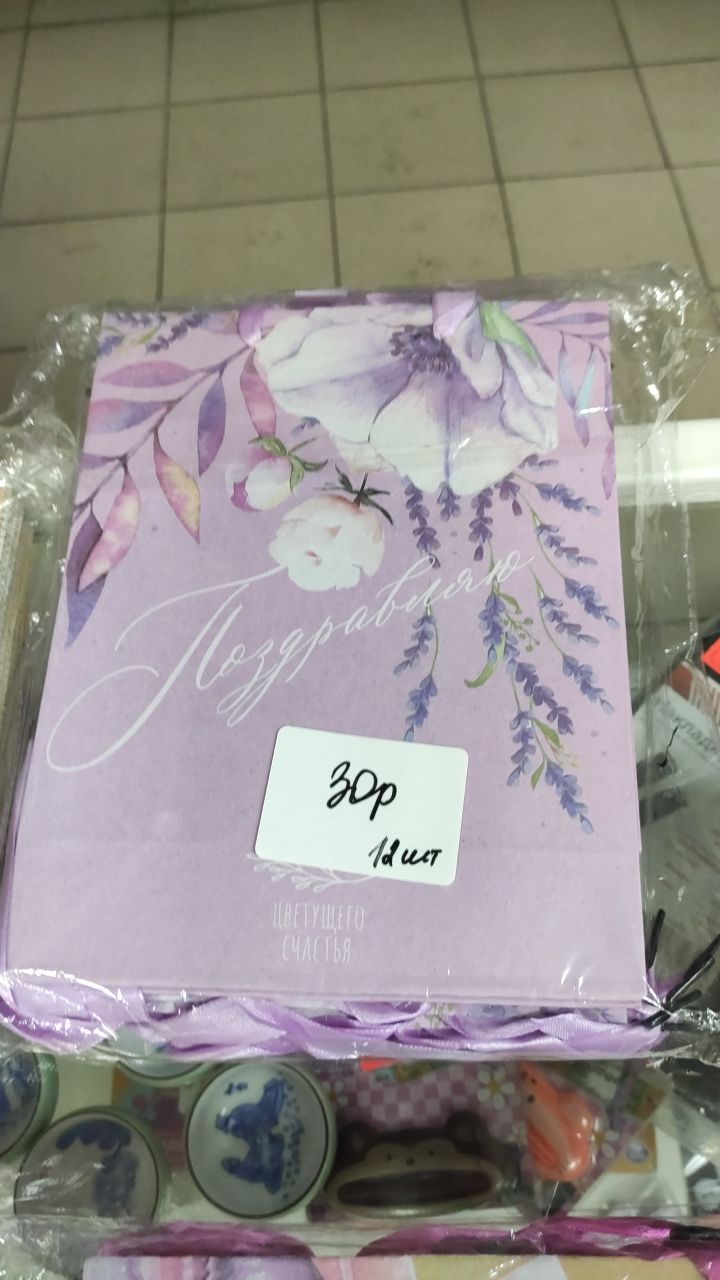 Поздравляю
30р
12 шт
ЦВЕТУЩЕГО
СЧАСТЬЯ